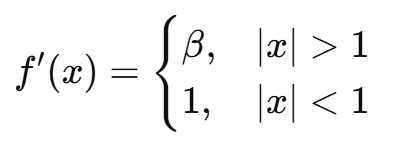 f′(x) = { β, |x| > 1
1, |x| < 1